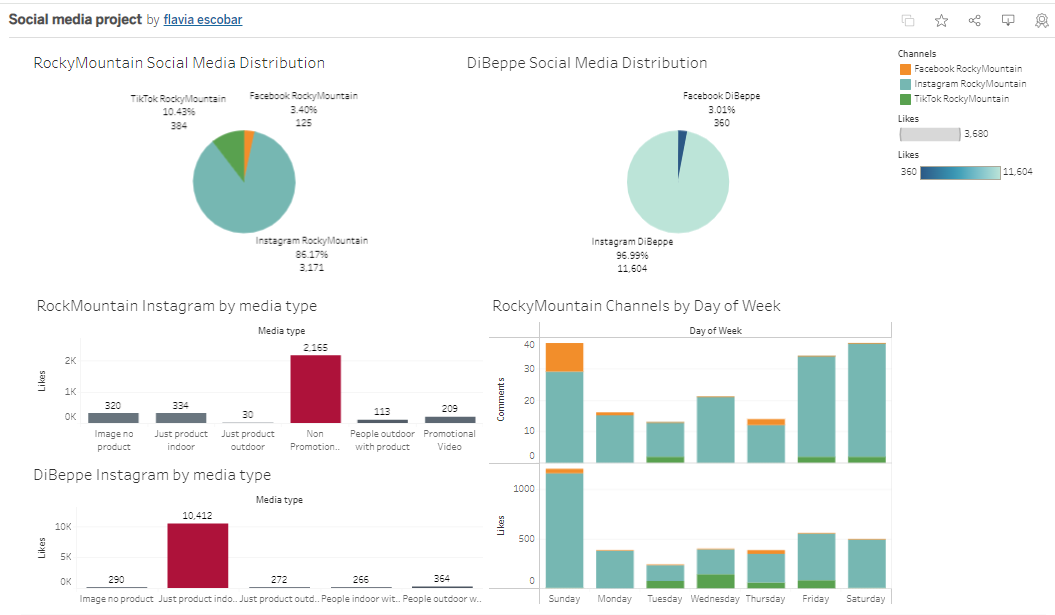 Social media project by flavia escobar
RockyMountain Social Media Distribution
DiBeppe Social Media Distribution
Channels
Facebook RockyMountain
Instagram RockyMountain
TikTok RockyMountain
Likes
3,680
Likes
360
11,604
TikTok RockyMountain
10.43%
384
Facebook RockyMountain
3.40%
125
Instagram RockyMountain
86.17%
3,171
Facebook DiBeppe
3.01%
360
Instagram DiBeppe
96.99%
11,604
RockMountain Instagram by media type
Media type
Likes
2K
1K
0K
320
334
30
2,165
113
209
Image no product
Just product indoor
Just product outdoor
Non Promotion..
People outdoor with product
Promotional Video
DiBeppe Instagram by media type
Media type
Likes
10K
5K
0K
290
10,412
272
266
364
Image no product
Just product indo..
Just product outd..
People indoor wit..
People outdoor w..
RockyMountain Channels by Day of Week
Day of Week
Comments
40
30
20
10
0
Likes
1000
500
0
Sunday
Monday
Tuesday
Wednesday
Thursday
Friday
Saturday